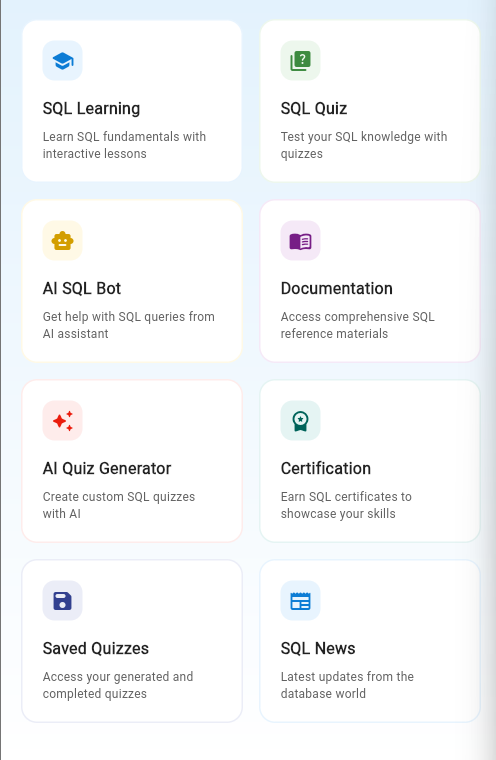 SQL Learning
Learn SQL fundamentals with
interactive lessons
SQL Quiz
Test your SQL knowledge with
quizzes
AI SQL Bot
Get help with SQL queries from
AI assistant
Documentation
Access comprehensive SQL
reference materials
AI Quiz Generator
Create custom SQL quizzes
with AI
Certification
Earn SQL certificates to
showcase your skills
Saved Quizzes
Access your generated and
completed quizzes
SQL News
Latest updates from the
database world